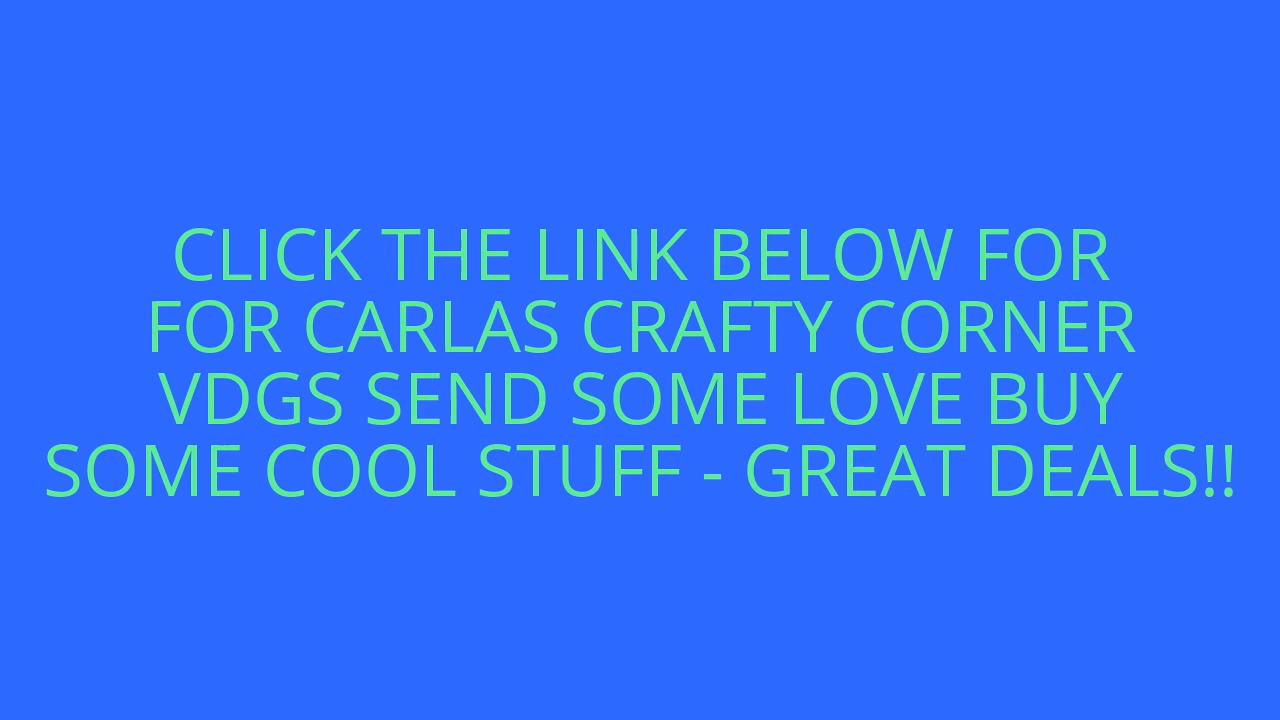 CLICK THE LINK BELOW FOR
FOR CARLAS CRAFTY CORNER
VDGS SEND SOME LOVE BUY
SOME COOL STUFF - GREAT DEALS!!